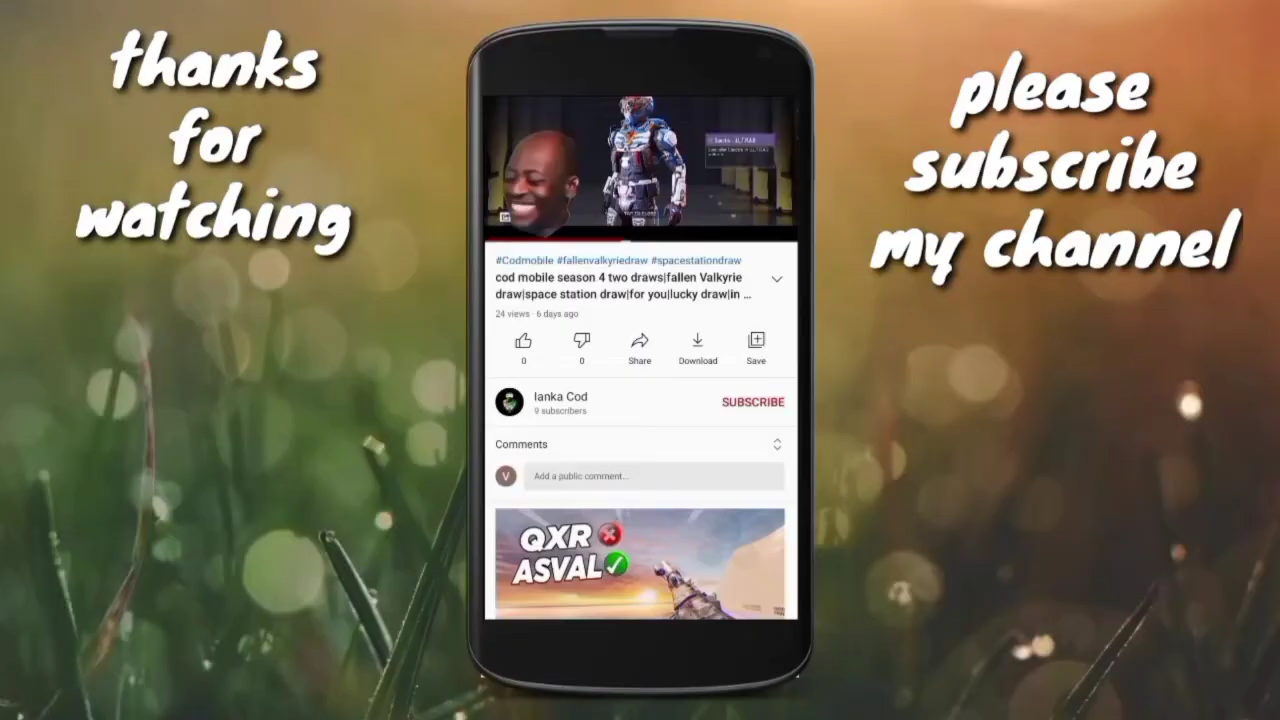 thanks
for
watching
please
subscribe
my channel
#Codmobile #fallenvalkyriedraw #spacestationdraw
cod mobile season 4 two draws|fallen Valkyrie
draw|space station draw|for you|lucky draw|in ...
24 views · 6 days ago
0
0
Share
Download
Save
Ianka Cod
9 subscribers
SUBSCRIBE
Comments
V
Add a public comment...
QXR
ASVAL